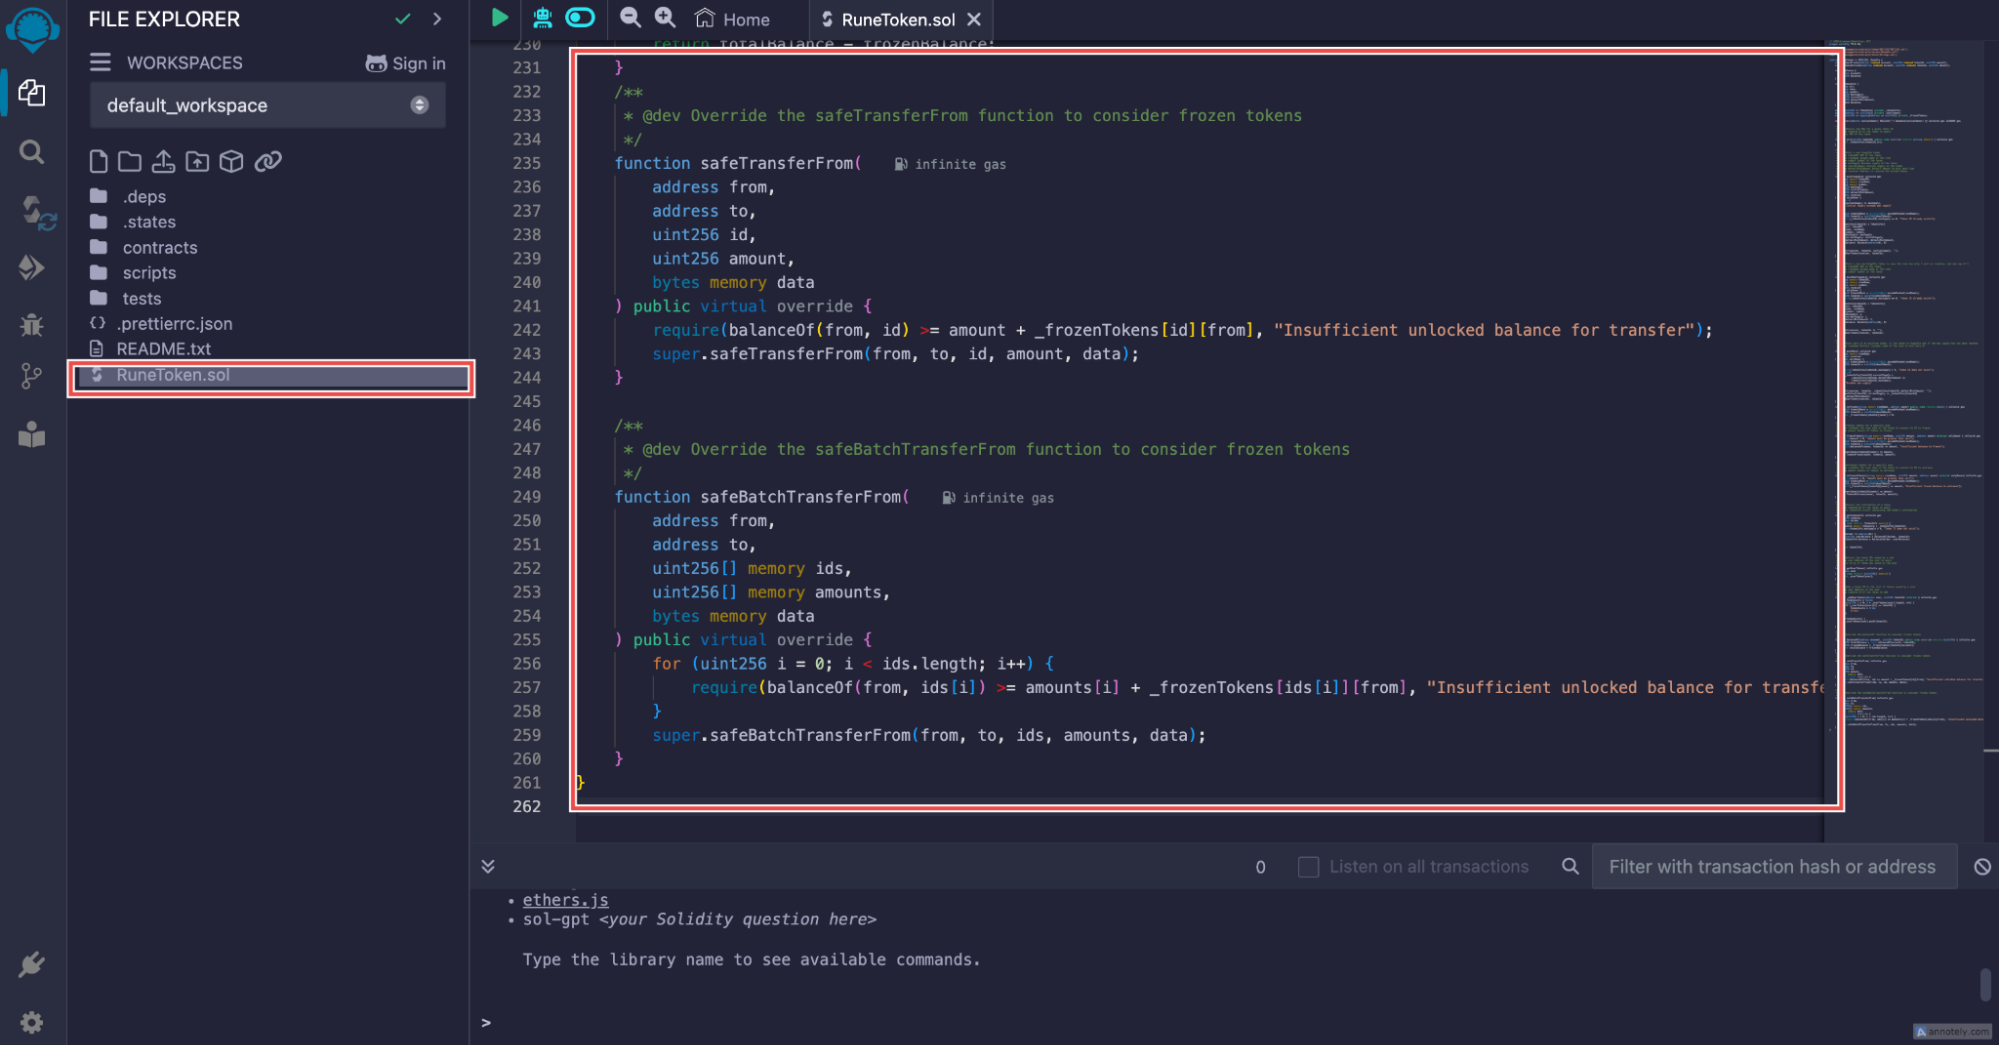 FILE EXPLORER
WORKSPACES
Sign in
default_workspace
.deps
.states
contracts
scripts
tests
.prettierrc.json
README.txt
RuneToken.sol
Home
RuneToken.sol
230 return totalBalance - frozenBalance;
231 }
232 /**
233 * @dev Override the safeTransferFrom function to consider frozen tokens
234 */
235 function safeTransferFrom( infinite gas
236 address from,
237 address to,
238 uint256 id,
239 uint256 amount,
240 bytes memory data
241 ) public virtual override {
242 require(balanceOf(from, id) >= amount + _frozenTokens[id][from], "Insufficient unlocked balance for transfer");
243 super.safeTransferFrom(from, to, id, amount, data);
244 }
245
246 /**
247 * @dev Override the safeBatchTransferFrom function to consider frozen tokens
248 */
249 function safeBatchTransferFrom( infinite gas
250 address from,
251 address to,
252 uint256[] memory ids,
253 uint256[] memory amounts,
254 bytes memory data
255 ) public virtual override {
256 for (uint256 i = 0; i < ids.length; i++) {
257 require(balanceOf(from, ids[i]) >= amounts[i] + _frozenTokens[ids[i]][from], "Insufficient unlocked balance for transfe
258 }
259 super.safeBatchTransferFrom(from, to, ids, amounts, data);
260 }
261 }
262
0
Listen on all transactions
Filter with transaction hash or address
• ethers.js
• sol-gpt <your Solidity question here>
Type the library name to see available commands.
>
annotely.com